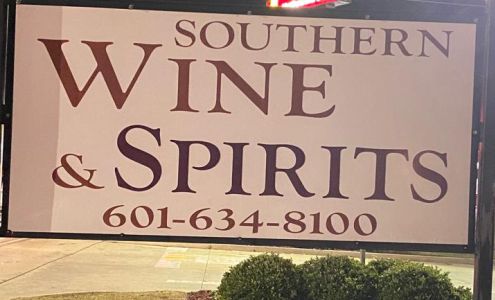 SOUTHERN
WINE
& SPIRITS
601-634-8100